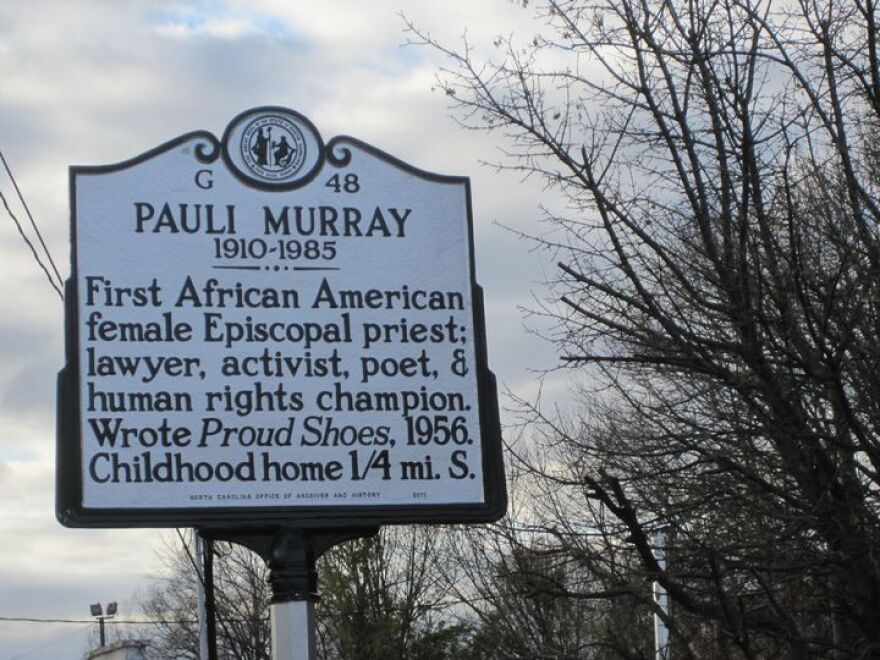 G 48
PAULI MURRAY
1910-1985
First African American
female Episcopal priest;
lawyer, activist, poet, &
human rights champion.
Wrote Proud Shoes, 1956.
Childhood home 1/4 mi. S.
NORTH CAROLINA OFFICE OF ARCHIVES AND HISTORY 2011